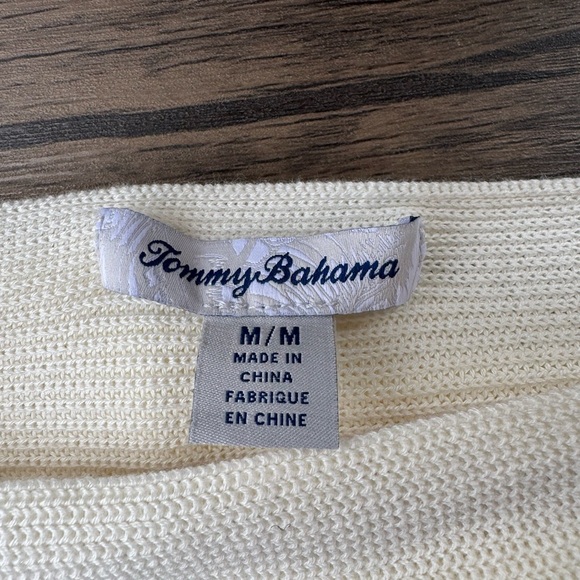 Tommy Bahama
M/M
MADE IN
CHINA
FABRIQUE
EN CHINE